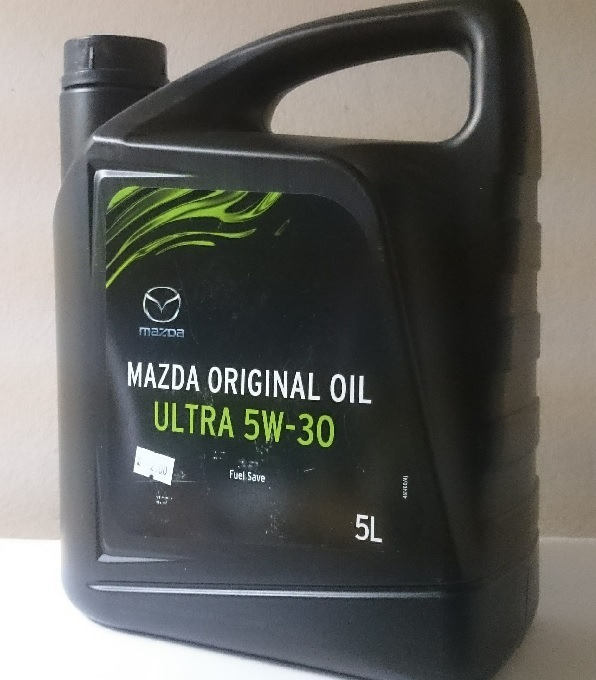 mazda
MAZDA ORIGINAL OIL
ULTRA 5W-30
Fuel Save
5L